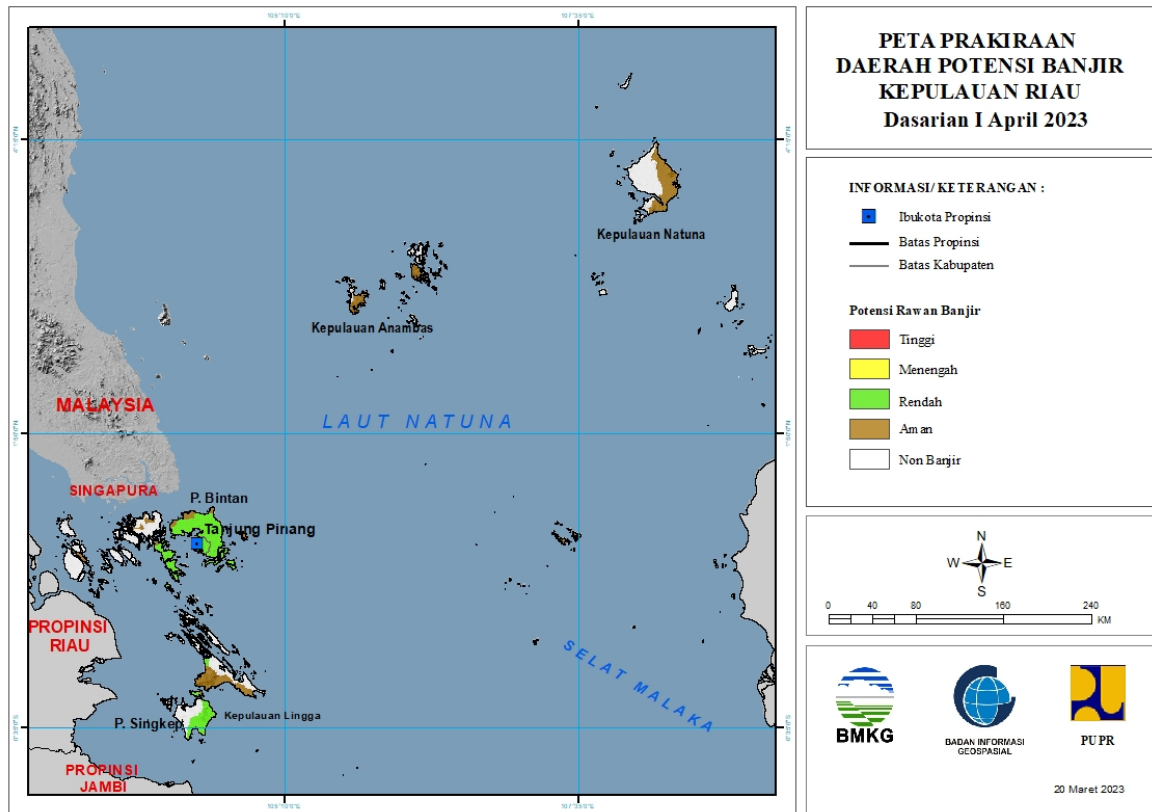 PETA PRAKIRAAN
DAERAH POTENSI BANJIR
KEPULAUAN RIAU
Dasarian I April 2023
INFORMASI/ KETERANGAN :
Ibukota Propinsi
Batas Propinsi
Batas Kabupaten
Potensi Rawan Banjir
Tinggi
Menengah
Rendah
Aman
Non Banjir
N
W E
S
0 40 80 160 240
KM
BMKG
BADAN INFORMASI
GEOSPASIAL
PUPR
20 Maret 2023
Kepulauan Natuna
Kepulauan Anambas
MALAYSIA
LAUT NATUNA
SINGAPURA
P. Bintan
Tanjung Pinang
PROPINSI
RIAU
SELAT MALAKA
P. Singkep
Kepulauan Lingga
PROPINSI
JAMBI